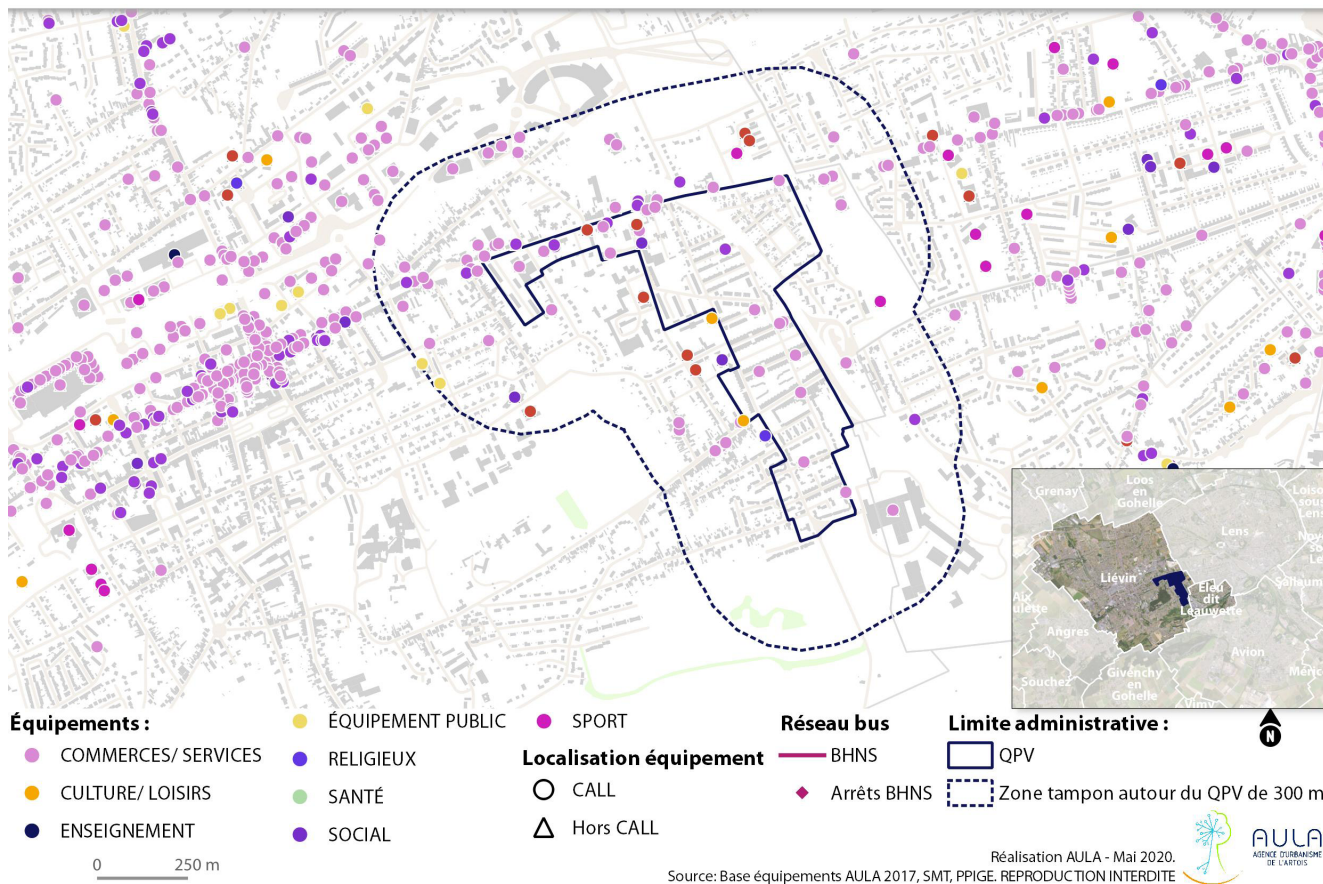 Grenay
Loos
en
Gohelle
Lens
Liévin
Eleu
dit
Leauwette
Angres
Souchez
Givenchy
en
Gohelle
Avion
Vimy
Équipements :
COMMERCES/ SERVICES
CULTURE/ LOISIRS
ENSEIGNEMENT
0 250 m
ÉQUIPEMENT PUBLIC
RELIGIEUX
SANTÉ
SOCIAL
SPORT
Localisation équipement
CALL
Hors CALL
Réseau bus
BHNS
Arrêts BHNS
Limite administrative :
QPV
Zone tampon autour du QPV de 300 m
N
Réalisation AULA - Mai 2020.
Source: Base équipements AULA 2017, SMT, PPIGE. REPRODUCTION INTERDITE
AULA
AGENCE D'URBANISME
DE L'ARTOIS